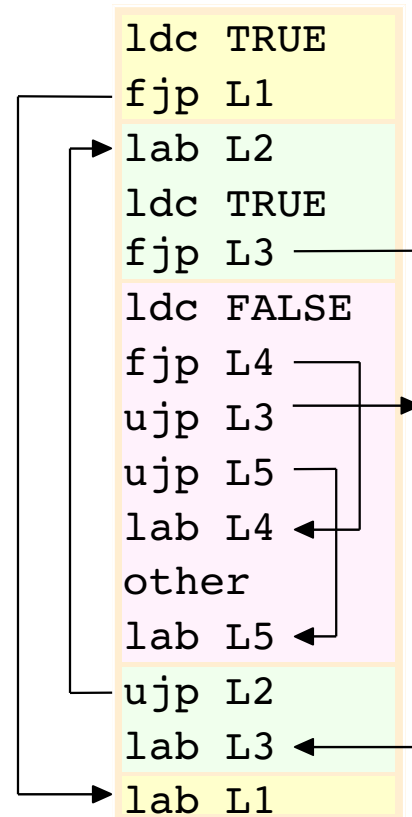 ldc TRUE
fjp L1
lab L2
ldc TRUE
fjp L3
ldc FALSE
fjp L4
ujp L3
ujp L5
lab L4
other
lab L5
ujp L2
lab L3
lab L1